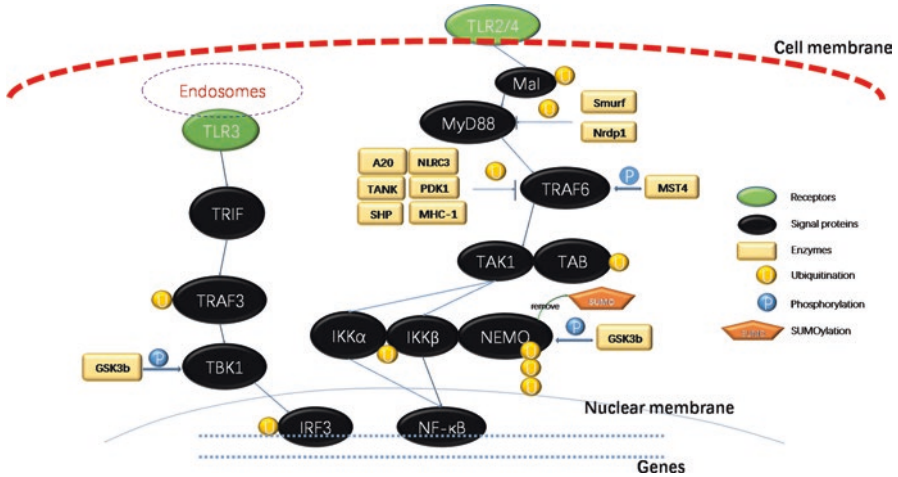 TLR2/4
Cell membrane
Mal
U
Endosomes
U
Smurf
MyD88
TLR3
Nrdp1
A20
NLRC3
U
P
TANK
PDK1
TRAF6
MST4
SHP
MHC-1
Receptors
TRIF
Signal proteins
Enzymes
TAK1
TAB
U
U
Ubiquitination
U
TRAF3
remove
SUMO
P
Phosphorylation
IKKα
IKKβ
NEMO
P
GSK3b
SUMO
SUMOylation
U
U
GSK3b
P
TBK1
U
U
Nuclear membrane
U
IRF3
NF-κB
Genes